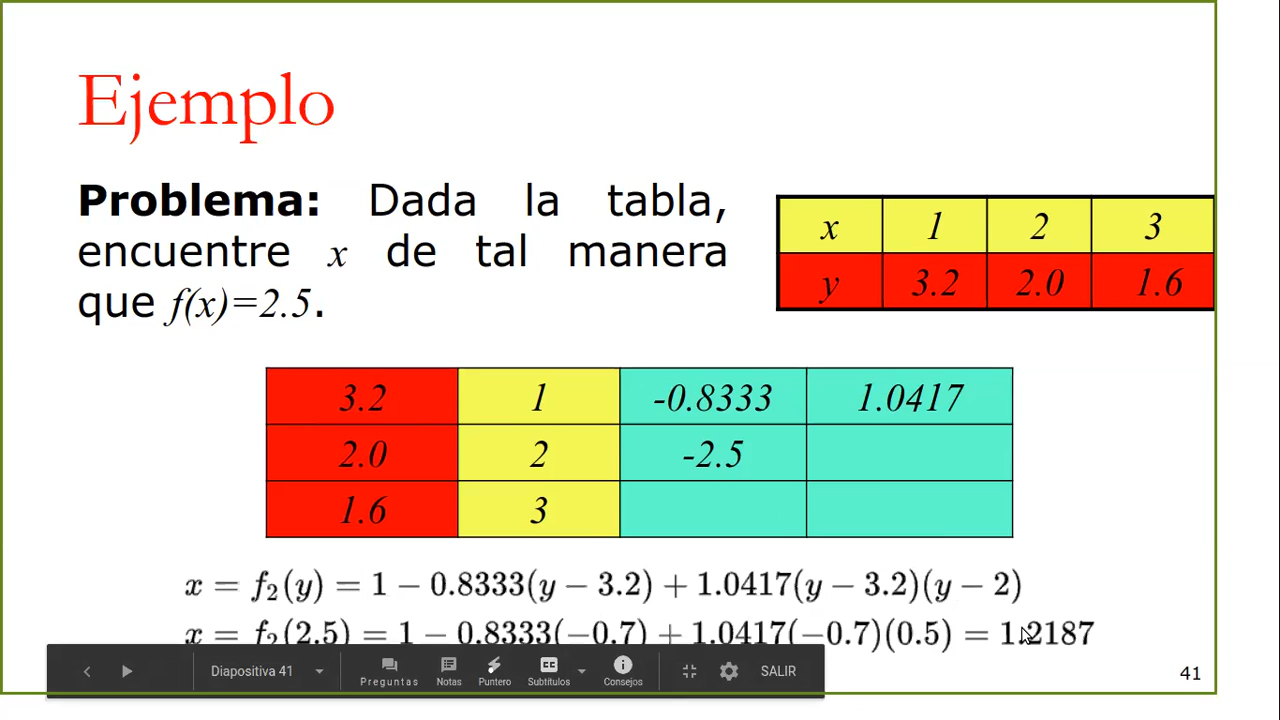 Ejemplo
Problema: Dada la tabla,
encuentre x de tal manera
que f(x)=2.5.
x 1 2 3
y 3.2 2.0 1.6
3.2 1 -0.8333 1.0417
2.0 2 -2.5
1.6 3
x = f₂(y) = 1 − 0.8333(y − 3.2) + 1.0417(y − 3.2)(y − 2)
x = f₂(2.5) = 1 − 0.8333(−0.7) + 1.0417(−0.7)(0.5) = 1.2187
Diapositiva 41
Preguntas
Notas
Puntero
CC
Subtítulos
Consejos
SALIR
41